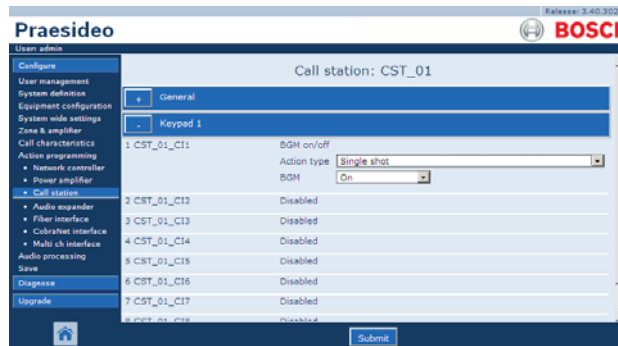 Release: 3.40.302
Praesideo
BOSCH
User: admin
Configure
User management
System definition
Equipment configuration
System wide settings
Zone & amplifier
Call characteristics
Action programming
• Network controller
• Power amplifier
• Call station
• Audio expander
• Fiber interface
• CobraNet interface
• Multi ch interface
Audio processing
Save
Diagnose
Upgrade
Call station: CST_01
+ General
- Keypad 1
1 CST_01_CI1 BGM on/off
Action type Single shot
BGM On
2 CST_01_CI2 Disabled
3 CST_01_CI3 Disabled
4 CST_01_CI4 Disabled
5 CST_01_CI5 Disabled
6 CST_01_CI6 Disabled
7 CST_01_CI7 Disabled
8 CST_01_CI8 Disabled
Submit